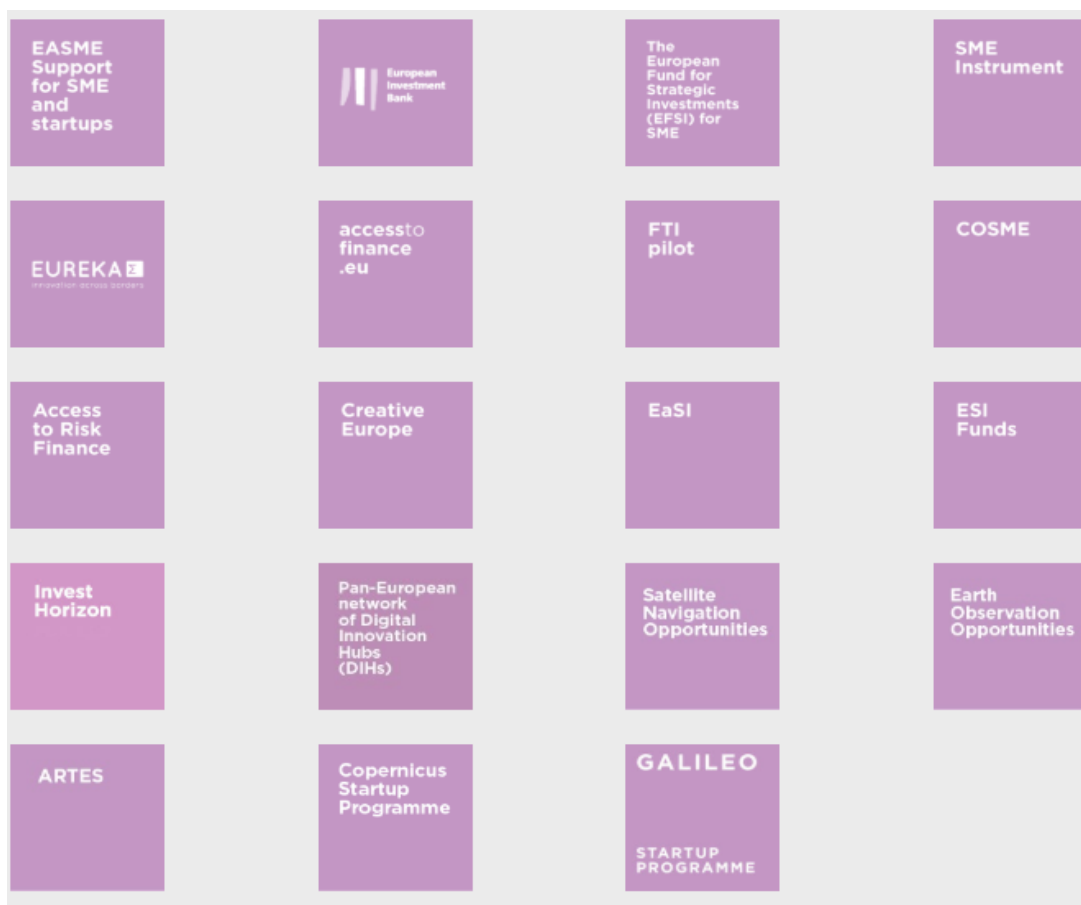 EASME
Support
for SME
and
startups
European
Investment
Bank
The
European
Fund for
Strategic
Investments
(EFSI) for
SME
SME
Instrument
EUREKA Σ
innovation across borders
accessto
finance
.eu
FTI
pilot
COSME
Access
to Risk
Finance
Creative
Europe
EaSI
ESI
Funds
Invest
Horizon
Pan-European
network
of Digital
Innovation
Hubs
(DIHs)
Satellite
Navigation
Opportunities
Earth
Observation
Opportunities
ARTES
Copernicus
Startup
Programme
GALILEO
STARTUP
PROGRAMME